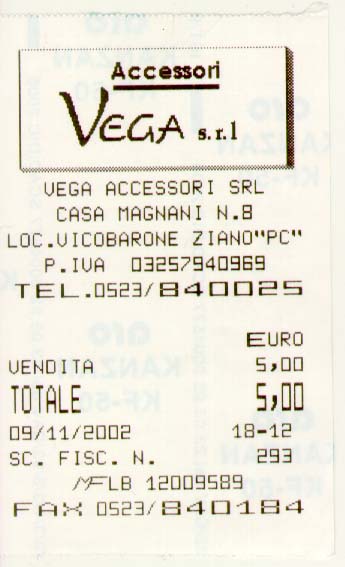 Accessori
VEGA s.r.l
VEGA ACCESSORI SRL
CASA MAGNANI N.8
LOC.VICOBARONE ZIANO"PC"
P.IVA 03257940969
TEL.0523/840025
EURO
VENDITA 5,00
TOTALE 5,00
09/11/2002 18-12
SC. FISC. N. 293
MFLB 12009589
FAX 0523/840184